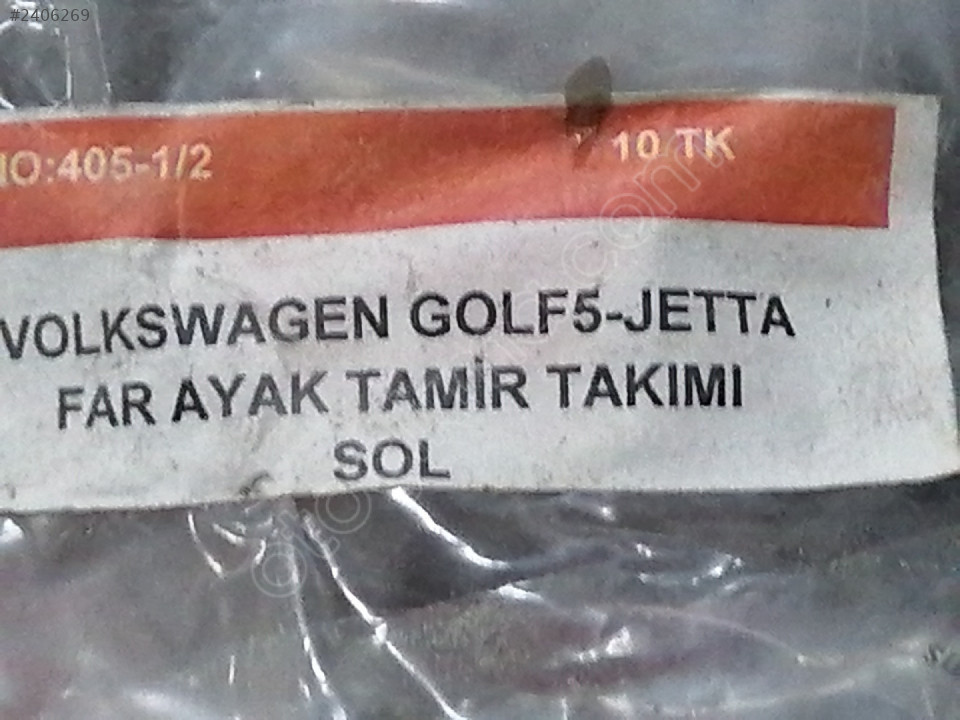 #2406269
NO:405-1/2 10 TK
VOLKSWAGEN GOLF5-JETTA
FAR AYAK TAMİR TAKIMI
SOL